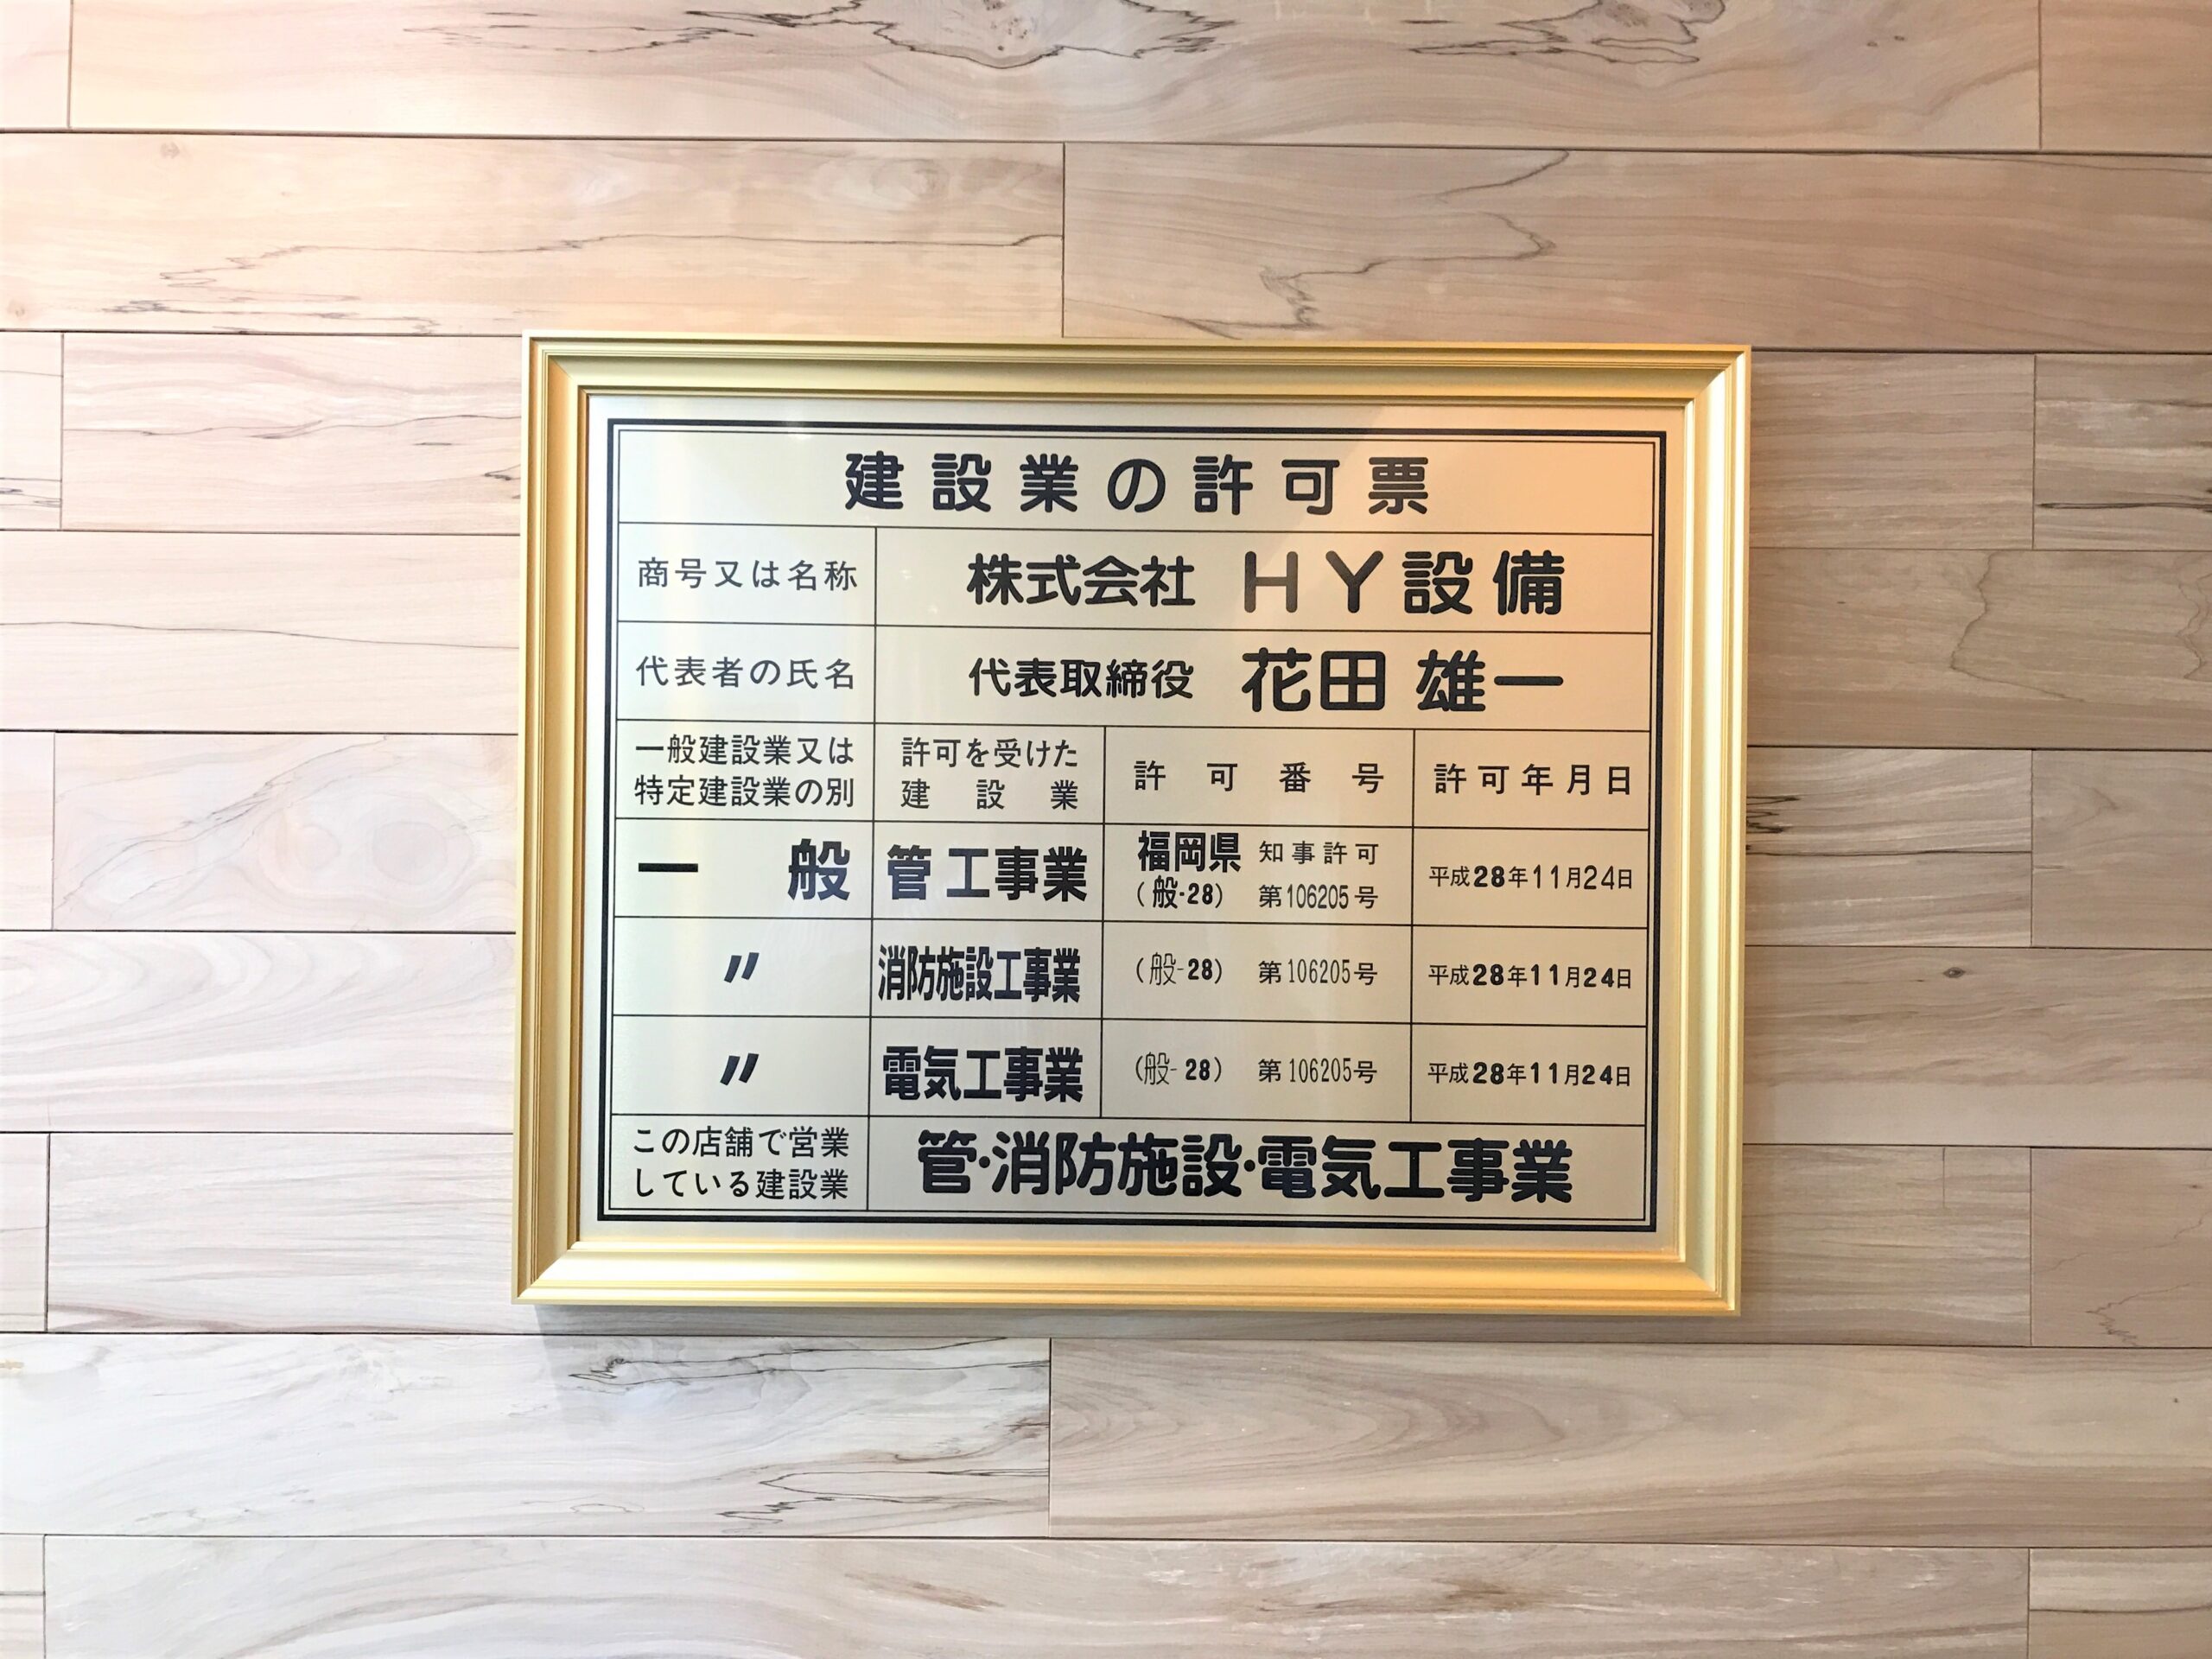 建設業の許可票
商号又は名称 株式会社 HY設備
代表者の氏名 代表取締役 花田 雄一
一般建設業又は
特定建設業の別
許可を受けた
建設業
許可番号
許可年月日
一般 管工事業
福岡県 知事許可
(般-28) 第106205号
平成28年11月24日
〃 消防施設工事業 (般-28) 第106205号 平成28年11月24日
〃 電気工事業 (般-28) 第106205号 平成28年11月24日
この店舗で営業
している建設業
管・消防施設・電気工事業